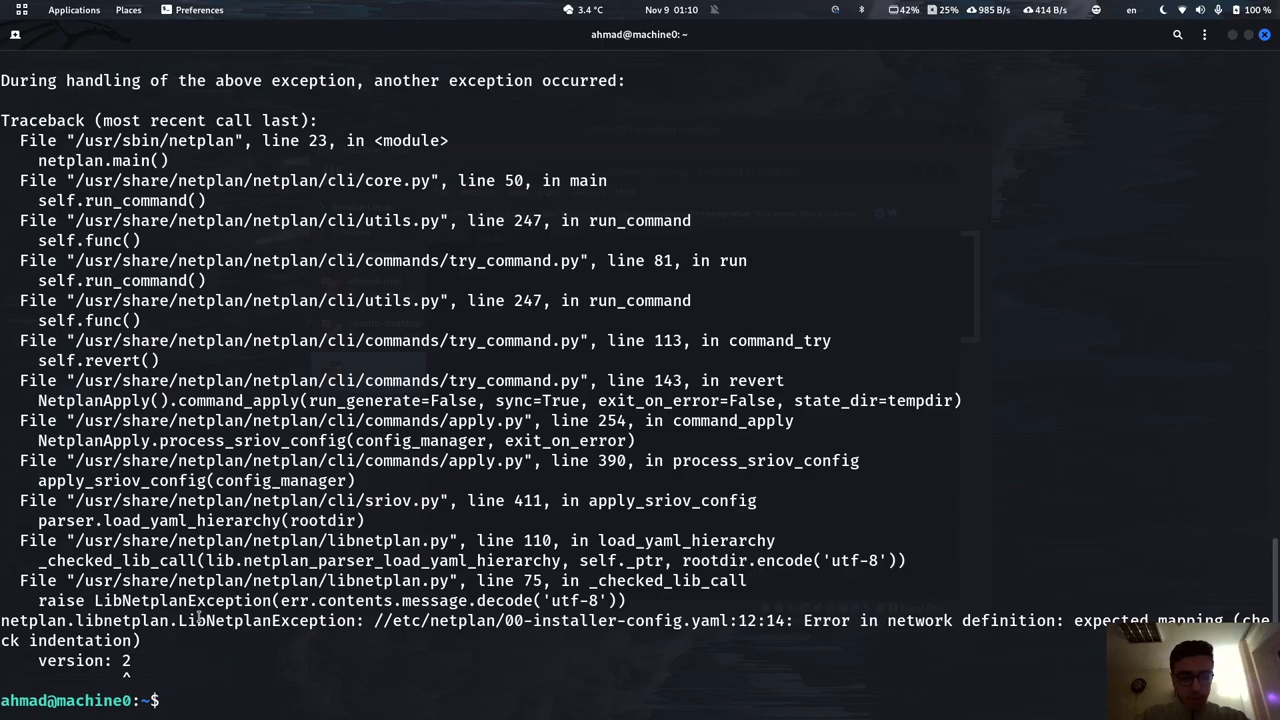 Applications Places Preferences 3.4 °C Nov 9 01:10 42% 25% 985 B/s 414 B/s en 100 %
ahmad@machine0: ~
During handling of the above exception, another exception occurred:
Traceback (most recent call last):
  File "/usr/sbin/netplan", line 23, in <module>
    netplan.main()
  File "/usr/share/netplan/netplan/cli/core.py", line 50, in main
    self.run_command()
  File "/usr/share/netplan/netplan/cli/utils.py", line 247, in run_command
    self.func()
  File "/usr/share/netplan/netplan/cli/commands/try_command.py", line 81, in run
    self.run_command()
  File "/usr/share/netplan/netplan/cli/utils.py", line 247, in run_command
    self.func()
  File "/usr/share/netplan/netplan/cli/commands/try_command.py", line 113, in command_try
    self.revert()
  File "/usr/share/netplan/netplan/cli/commands/try_command.py", line 143, in revert
    NetplanApply().command_apply(run_generate=False, sync=True, exit_on_error=False, state_dir=tempdir)
  File "/usr/share/netplan/netplan/cli/commands/apply.py", line 254, in command_apply
    NetplanApply.process_sriov_config(config_manager, exit_on_error)
  File "/usr/share/netplan/netplan/cli/commands/apply.py", line 390, in process_sriov_config
    apply_sriov_config(config_manager)
  File "/usr/share/netplan/netplan/cli/sriov.py", line 411, in apply_sriov_config
    parser.load_yaml_hierarchy(rootdir)
  File "/usr/share/netplan/netplan/libnetplan.py", line 110, in load_yaml_hierarchy
    _checked_lib_call(lib.netplan_parser_load_yaml_hierarchy, self._ptr, rootdir.encode('utf-8'))
  File "/usr/share/netplan/netplan/libnetplan.py", line 75, in _checked_lib_call
    raise LibNetplanException(err.contents.message.decode('utf-8'))
netplan.libnetplan.LibNetplanException: //etc/netplan/00-installer-config.yaml:12:14: Error in network definition: expected mapping (che
ck indentation)
    version: 2
             ^
ahmad@machine0:~$